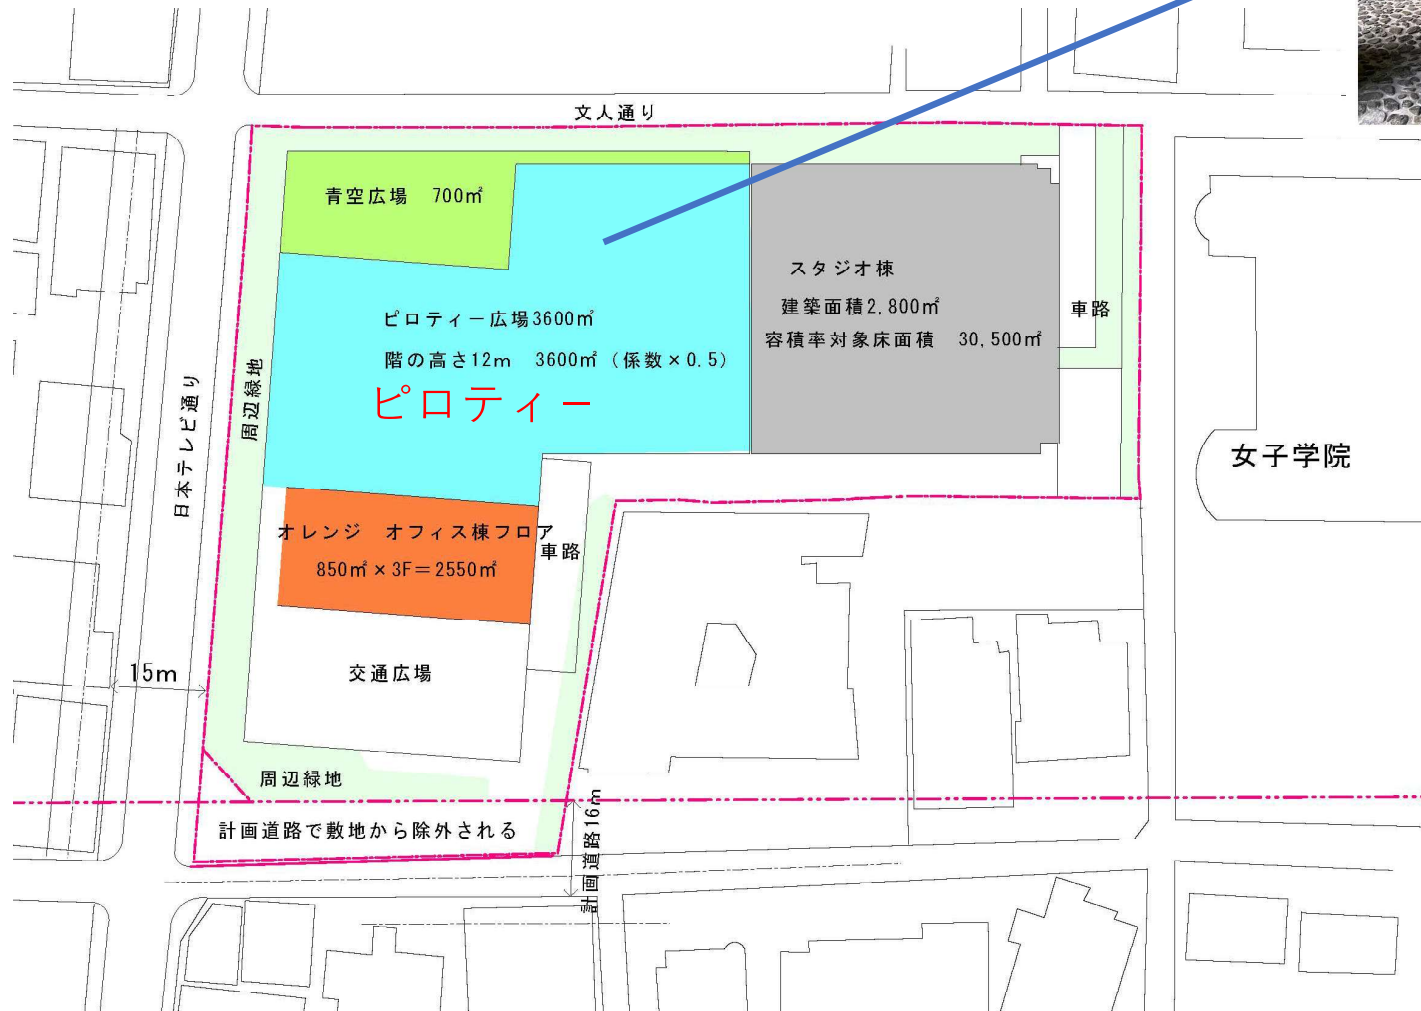 文人通り
青空広場　700㎡
スタジオ棟
建築面積2,800㎡
容積率対象床面積　30,500㎡
車路
ピロティー広場3600㎡
階の高さ12m　3600㎡（係数×0.5）
ピロティー
周辺緑地
日本テレビ通り
女子学院
オレンジ　オフィス棟フロア
850㎡×3F＝2550㎡
車路
交通広場
15m
周辺緑地
計画道路で敷地から除外される
計画道路16m